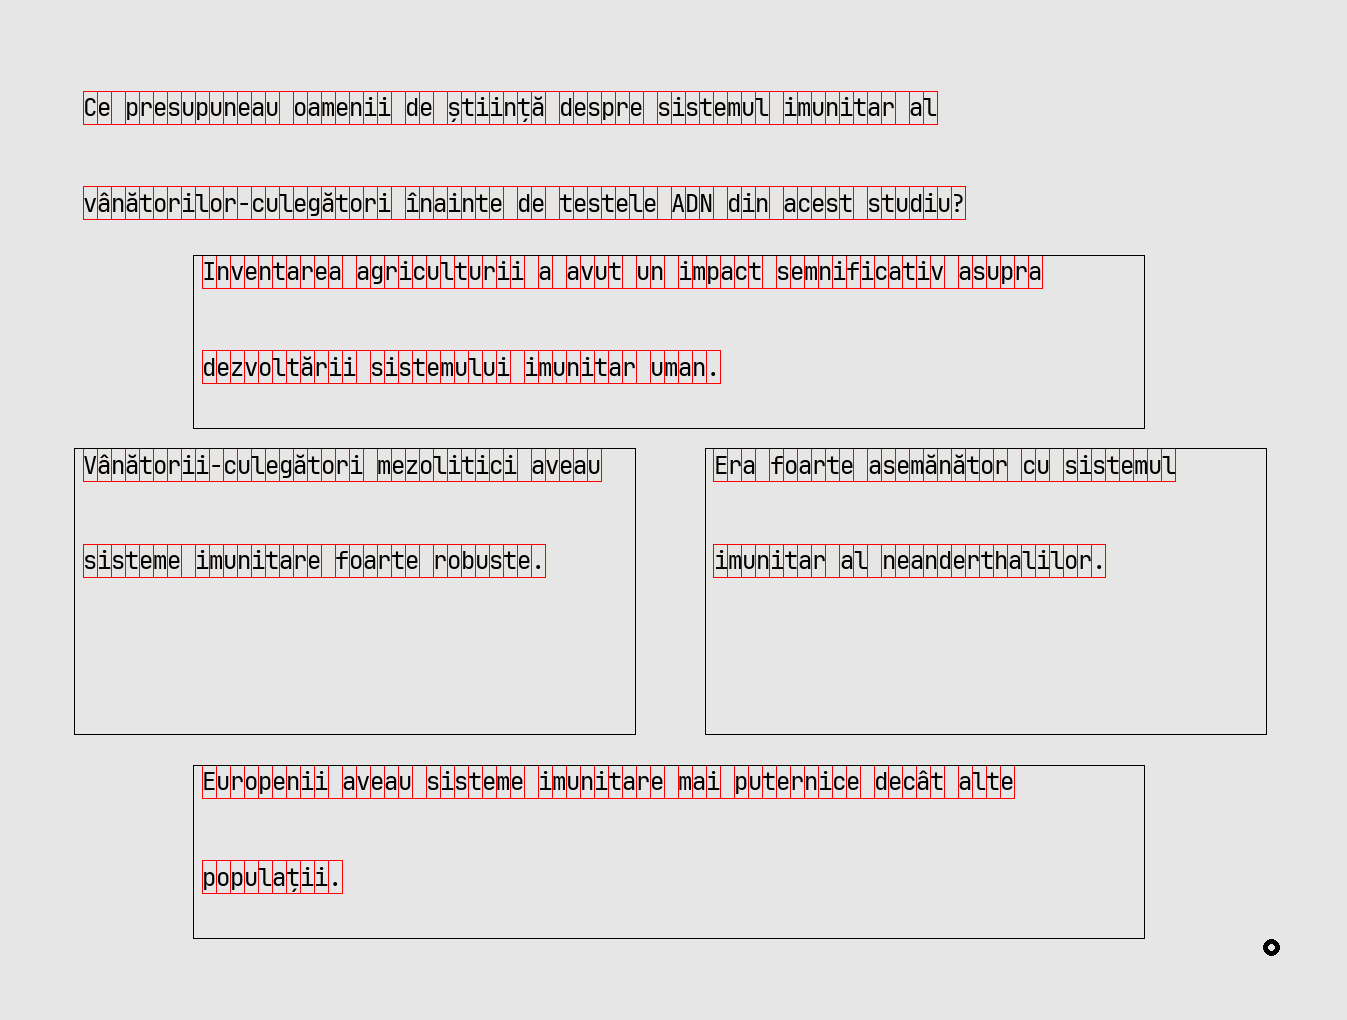 Ce presupuneau oamenii de știință despre sistemul imunitar al
vânătorilor-culegători înainte de testele ADN din acest studiu?
Inventarea agriculturii a avut un impact semnificativ asupra
dezvoltării sistemului imunitar uman.
Vânătorii-culegători mezolitici aveau
sisteme imunitare foarte robuste.
Era foarte asemănător cu sistemul
imunitar al neanderthalilor.
Europenii aveau sisteme imunitare mai puternice decât alte
populații.